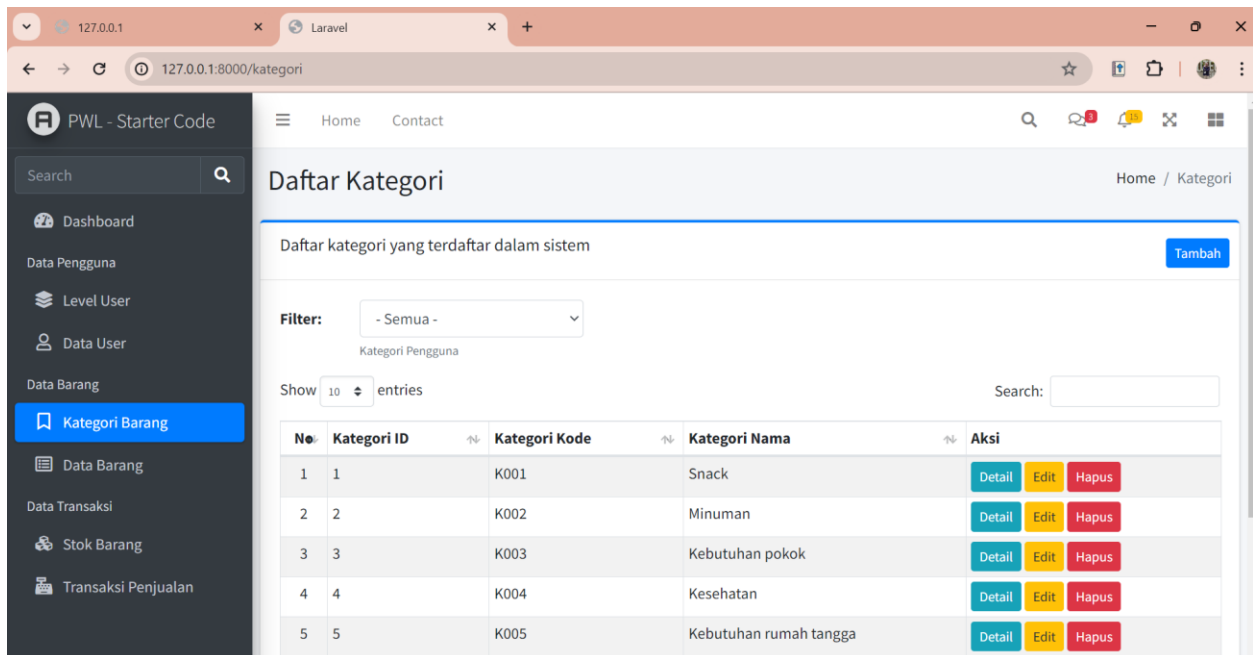 127.0.0.1
Laravel
127.0.0.1:8000/kategori
PWL - Starter Code
Home Contact
3
15
Search
Daftar Kategori
Home / Kategori
Dashboard
Data Pengguna
Level User
Data User
Data Barang
Kategori Barang
Data Barang
Data Transaksi
Stok Barang
Transaksi Penjualan
Daftar kategori yang terdaftar dalam sistem
Tambah
Filter: - Semua -
Kategori Pengguna
Show 10 entries
Search:
No Kategori ID Kategori Kode Kategori Nama Aksi
1 1 K001 Snack Detail Edit Hapus
2 2 K002 Minuman Detail Edit Hapus
3 3 K003 Kebutuhan pokok Detail Edit Hapus
4 4 K004 Kesehatan Detail Edit Hapus
5 5 K005 Kebutuhan rumah tangga Detail Edit Hapus